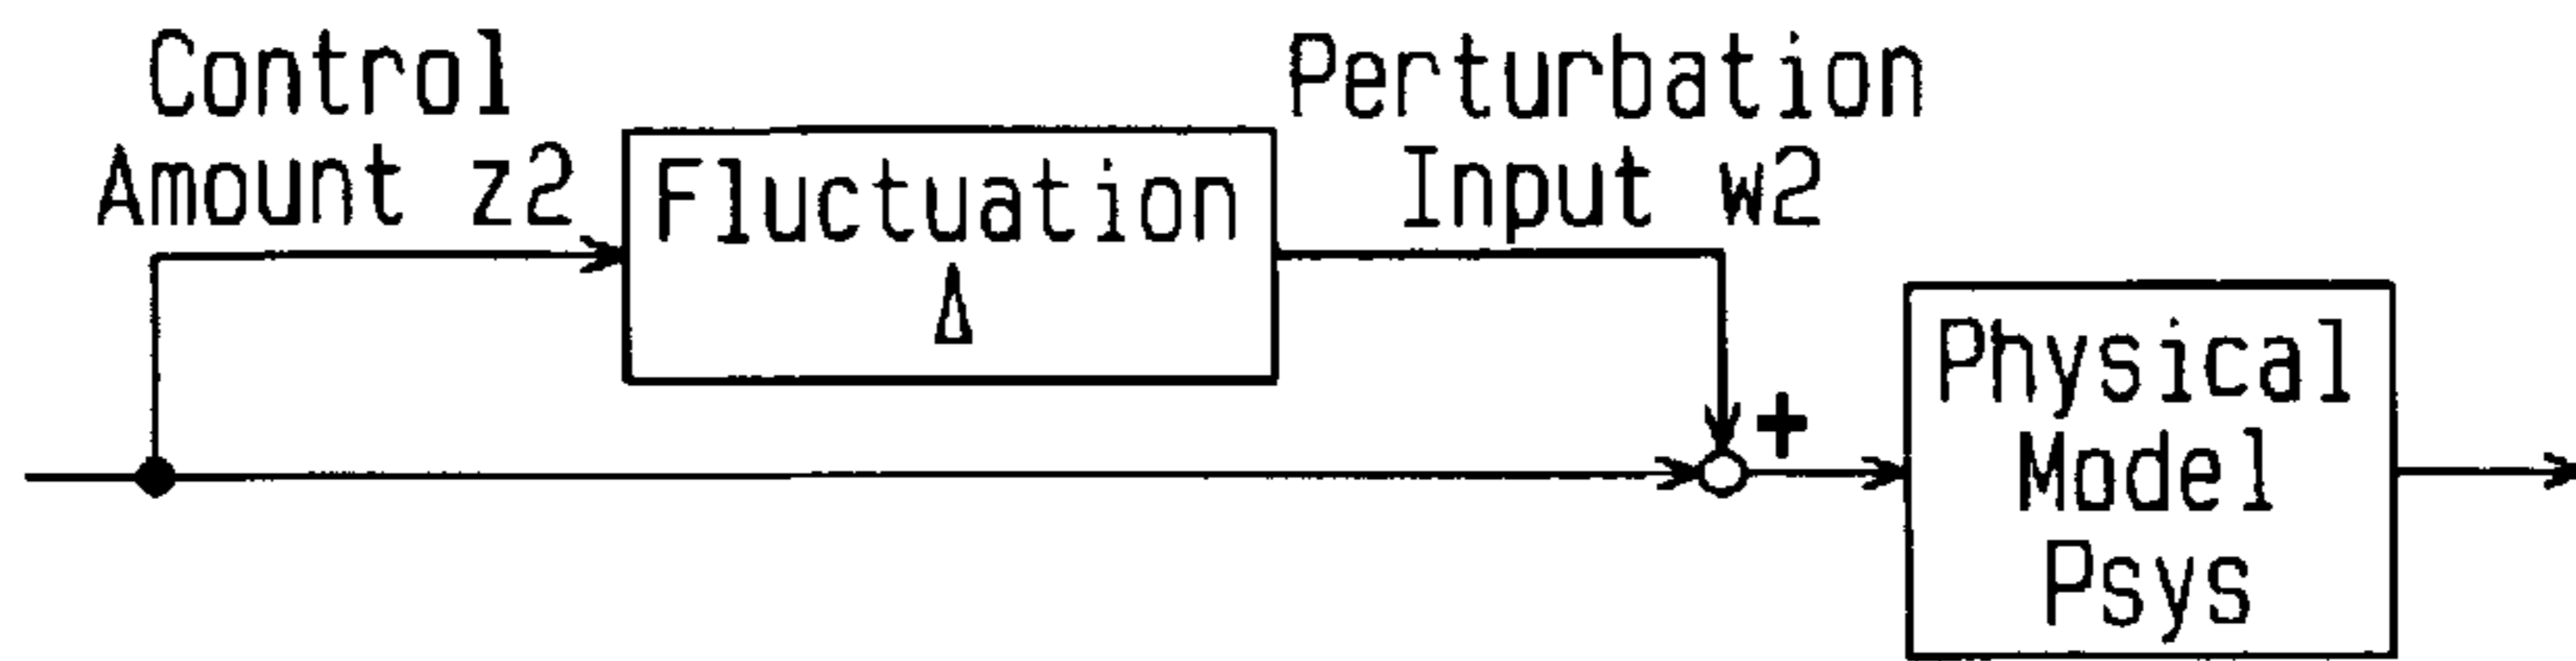 Control
Amount z2
Fluctuation
Δ
Perturbation
Input w2
+
Physical
Model
Psys